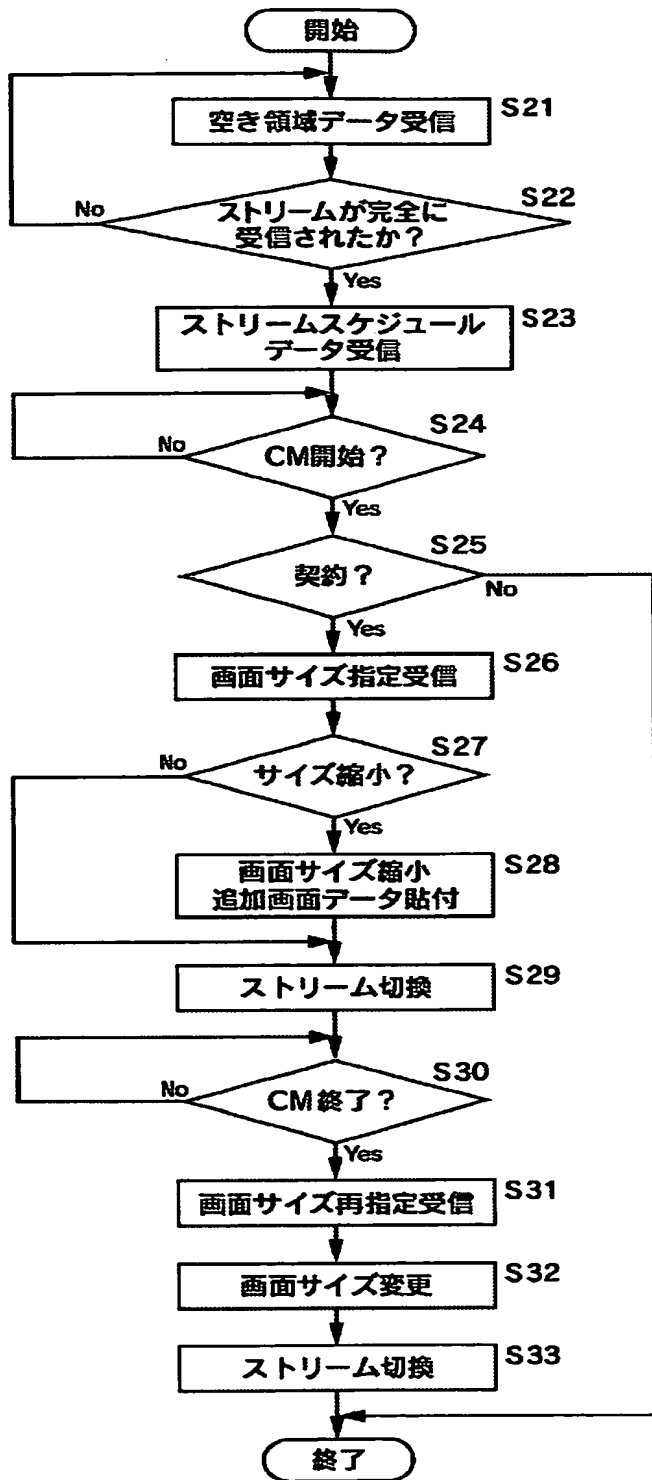 開始
空き領域データ受信
S21
ストリームが完全に
受信されたか？
S22
No
Yes
ストリームスケジュール
データ受信
S23
CM開始？
S24
No
Yes
契約？
S25
No
Yes
画面サイズ指定受信
S26
サイズ縮小？
S27
No
Yes
画面サイズ縮小
追加画面データ貼付
S28
ストリーム切換
S29
CM終了？
S30
No
Yes
画面サイズ再指定受信
S31
画面サイズ変更
S32
ストリーム切換
S33
終了